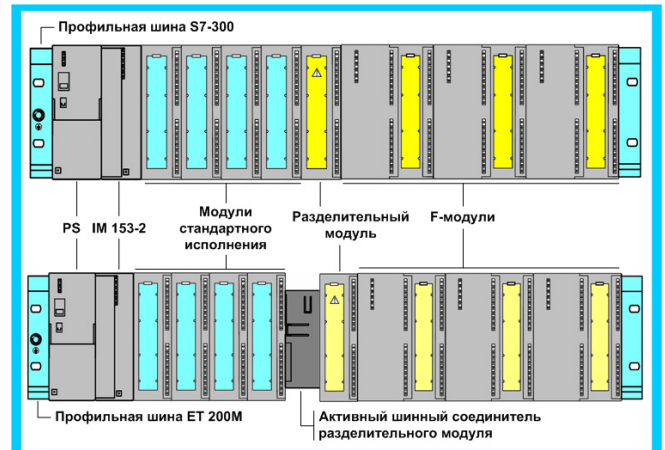 Профильная шина S7-300
PS IM 153-2
Модули
стандартного
исполнения
Разделительный
модуль
F-модули
Профильная шина ET 200M
Активный шинный соединитель
разделительного модуля